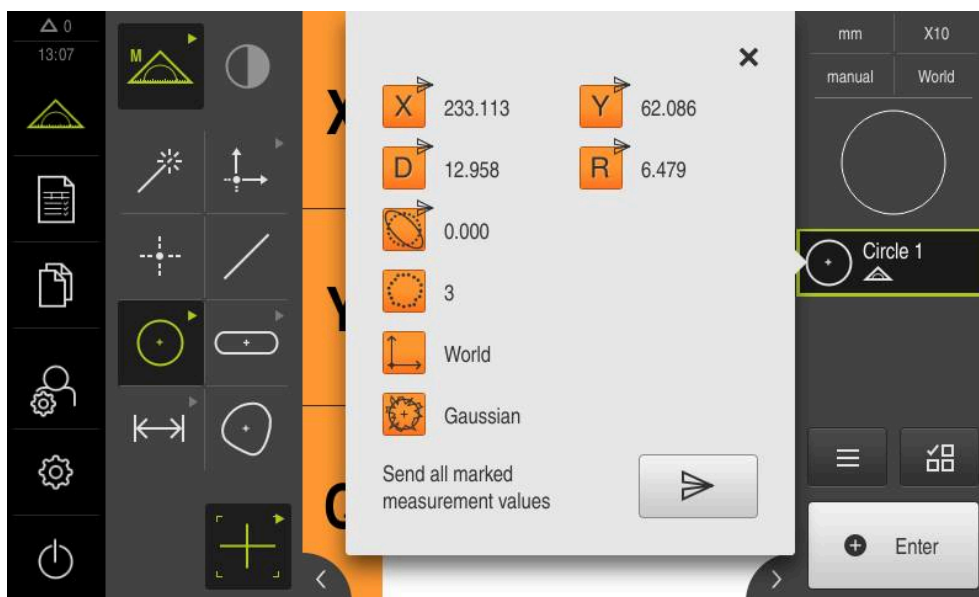 0
13:07
M
X
Y
X 233.113
Y 62.086
D 12.958
R 6.479
0.000
3
World
Gaussian
Send all marked
measurement values
mm
X10
manual
World
Circle 1
Enter